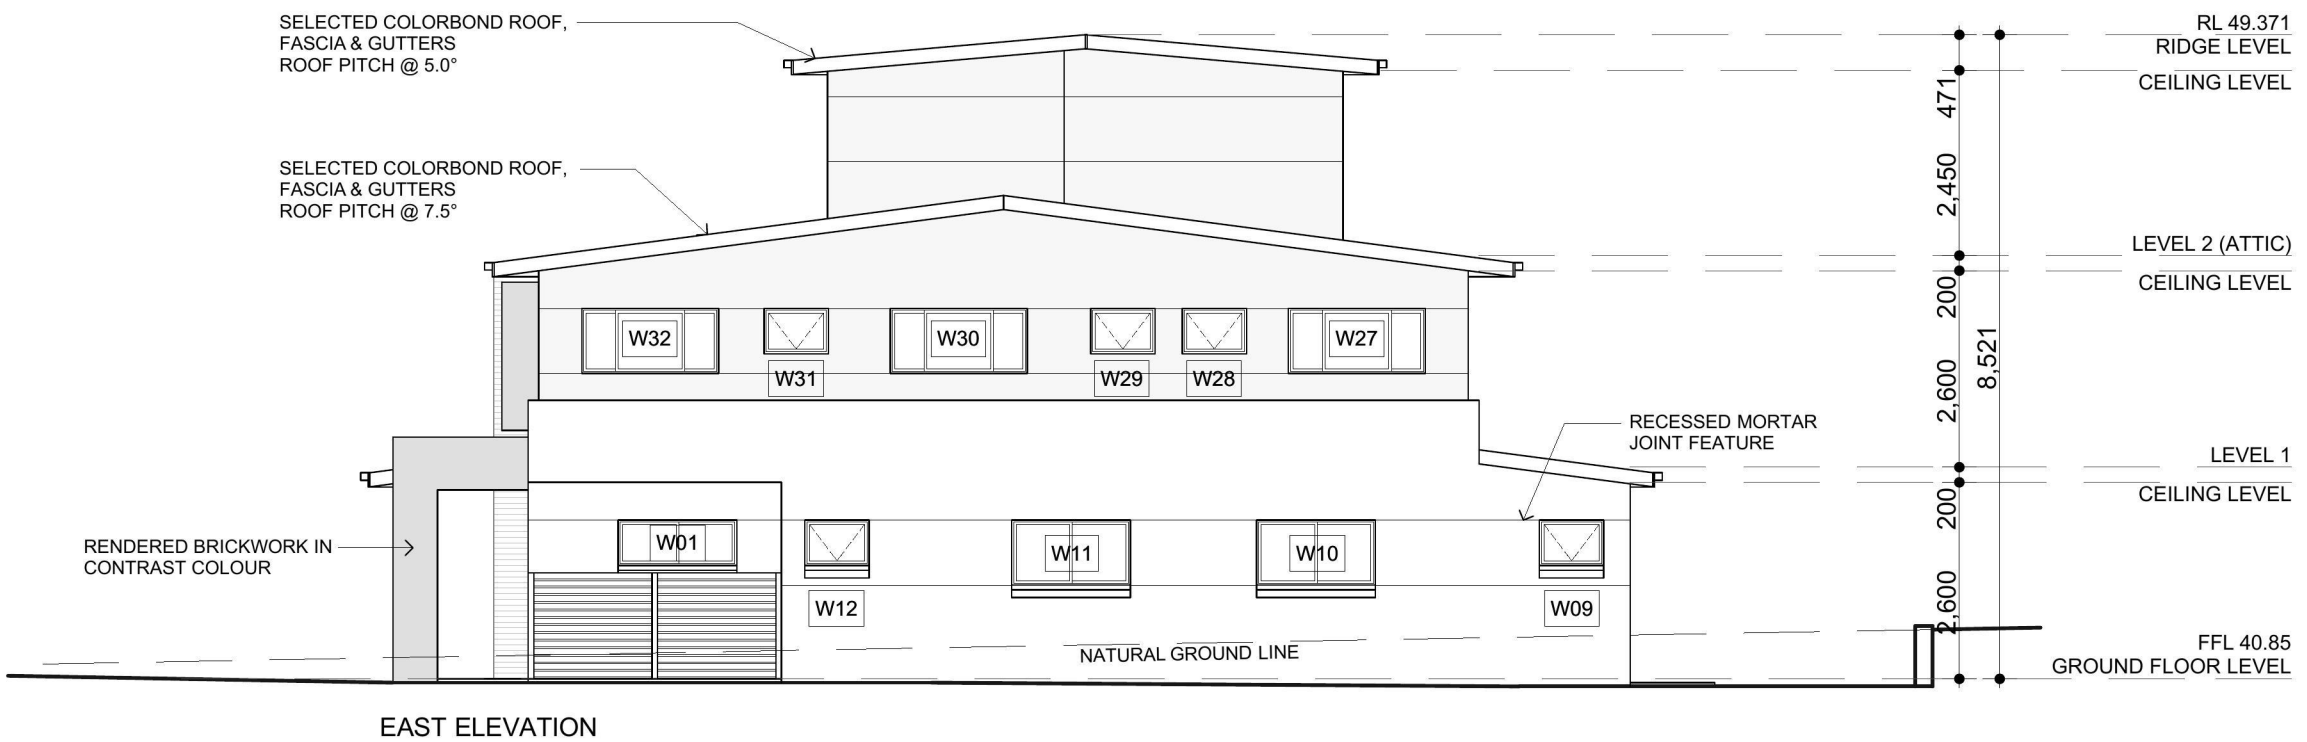 SELECTED COLORBOND ROOF,
FASCIA & GUTTERS
ROOF PITCH @ 5.0°
RL 49.371
RIDGE LEVEL
CEILING LEVEL
471
2,450
SELECTED COLORBOND ROOF,
FASCIA & GUTTERS
ROOF PITCH @ 7.5°
LEVEL 2 (ATTIC)
CEILING LEVEL
200
8,521
2,600
W32
W31
W30
W29
W28
W27
RECESSED MORTAR
JOINT FEATURE
LEVEL 1
CEILING LEVEL
200
2,600
RENDERED BRICKWORK IN
CONTRAST COLOUR
W01
W12
W11
W10
W09
NATURAL GROUND LINE
FFL 40.85
GROUND FLOOR LEVEL
EAST ELEVATION